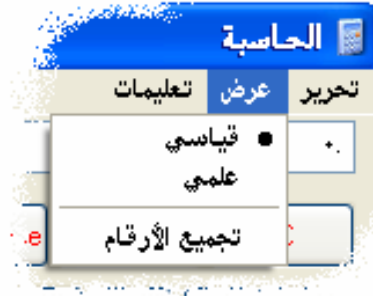 الحاسبة
تحرير عرض تعليمات
قياسي
علمي
تجميع الأرقام